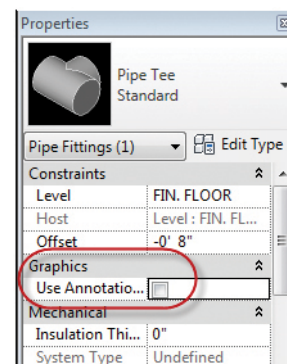 Properties
Pipe Tee
Standard
Pipe Fittings (1)
Edit Type
Constraints
Level FIN. FLOOR
Host Level : FIN. FL...
Offset -0' 8"
Graphics
Use Annotatio...
Mechanical
Insulation Thi... 0"
System Type Undefined